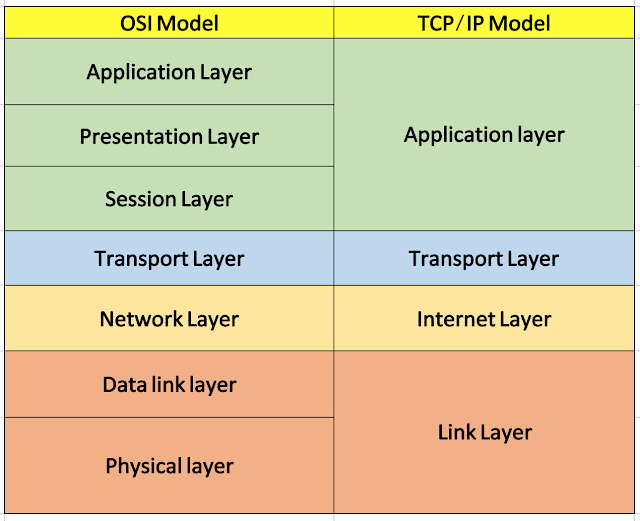 OSI Model
TCP/IP Model
Application Layer
Presentation Layer
Session Layer
Application layer
Transport Layer
Transport Layer
Network Layer
Internet Layer
Data link layer
Physical layer
Link Layer